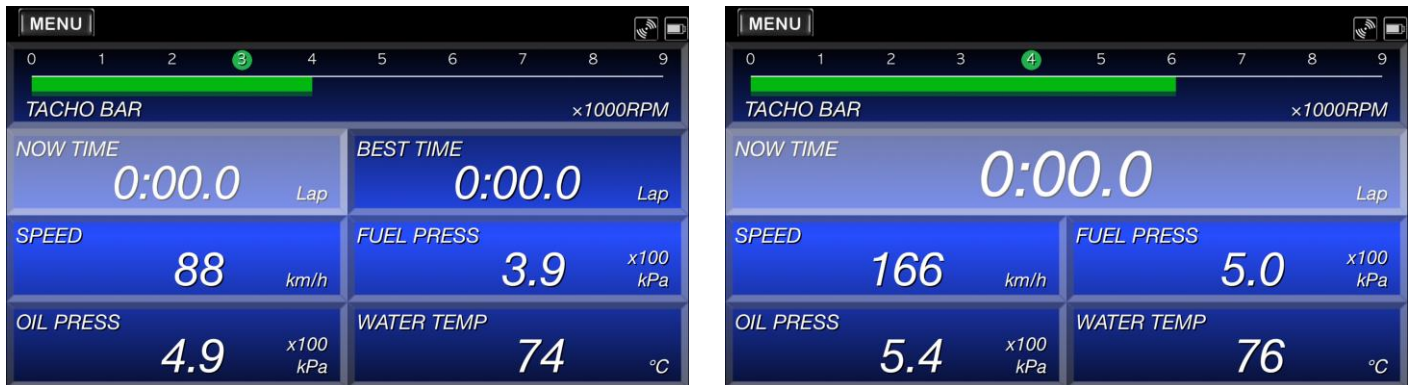 MENU
0 1 2 3 4 5 6 7 8 9
TACHO BAR ×1000RPM
NOW TIME
0:00.0 Lap
BEST TIME
0:00.0 Lap
SPEED
88 km/h
FUEL PRESS
3.9 x100 kPa
OIL PRESS
4.9 x100 kPa
WATER TEMP
74 °C
MENU
0 1 2 3 4 5 6 7 8 9
TACHO BAR ×1000RPM
NOW TIME
0:00.0 Lap
SPEED
166 km/h
FUEL PRESS
5.0 x100 kPa
OIL PRESS
5.4 x100 kPa
WATER TEMP
76 °C